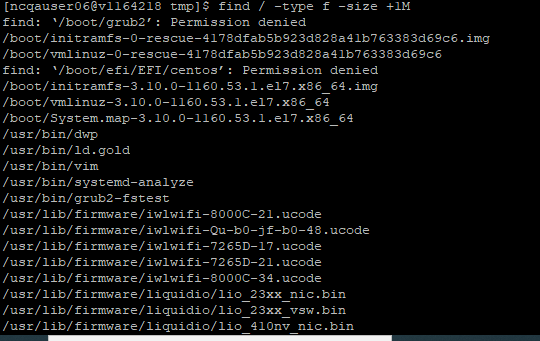 [ncqauser06@vl164218 tmp]$ find / -type f -size +1M
find: ‘/boot/grub2’: Permission denied
/boot/initramfs-0-rescue-4178dfab5b923d828a41b763383d69c6.img
/boot/vmlinuz-0-rescue-4178dfab5b923d828a41b763383d69c6
find: ‘/boot/efi/EFI/centos’: Permission denied
/boot/initramfs-3.10.0-1160.53.1.el7.x86_64.img
/boot/vmlinuz-3.10.0-1160.53.1.el7.x86_64
/boot/System.map-3.10.0-1160.53.1.el7.x86_64
/usr/bin/dwp
/usr/bin/ld.gold
/usr/bin/vim
/usr/bin/systemd-analyze
/usr/bin/grub2-fstest
/usr/lib/firmware/iwlwifi-8000C-21.ucode
/usr/lib/firmware/iwlwifi-Qu-b0-jf-b0-48.ucode
/usr/lib/firmware/iwlwifi-7265D-17.ucode
/usr/lib/firmware/iwlwifi-7265D-21.ucode
/usr/lib/firmware/iwlwifi-8000C-34.ucode
/usr/lib/firmware/liquidio/lio_23xx_nic.bin
/usr/lib/firmware/liquidio/lio_23xx_vsw.bin
/usr/lib/firmware/liquidio/lio_410nv_nic.bin